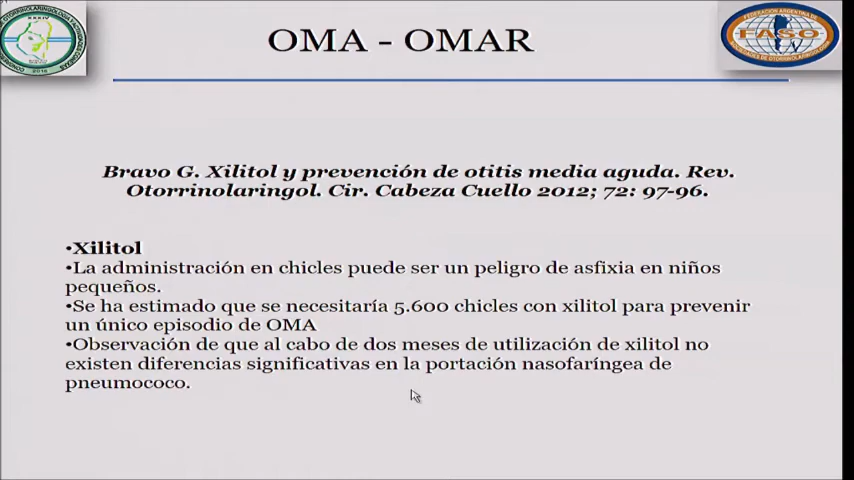 OMA - OMAR
FASO
Bravo G. Xilitol y prevención de otitis media aguda. Rev.
Otorrinolaringol. Cir. Cabeza Cuello 2012; 72: 97-96.
•Xilitol
•La administración en chicles puede ser un peligro de asfixia en niños
pequeños.
•Se ha estimado que se necesitaría 5.600 chicles con xilitol para prevenir
un único episodio de OMA
•Observación de que al cabo de dos meses de utilización de xilitol no
existen diferencias significativas en la portación nasofaríngea de
pneumococo.